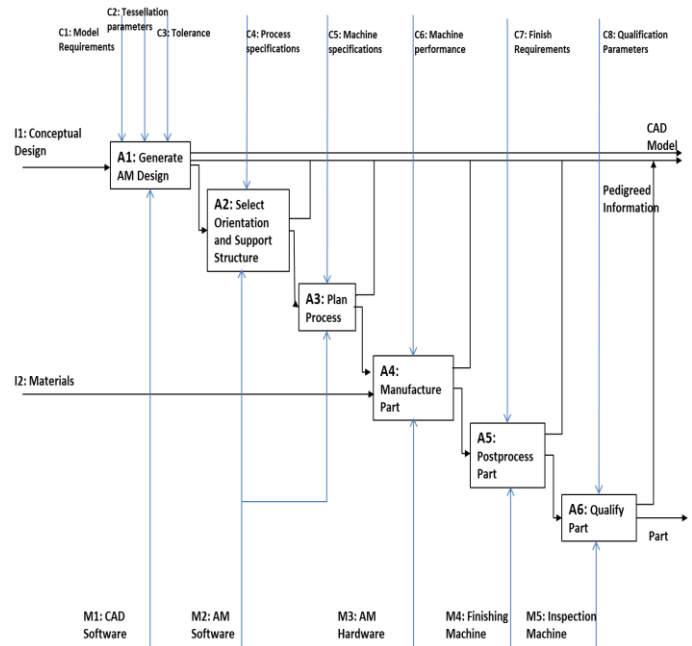 C1: Model
Requirements
C2: Tessellation
parameters
C3: Tolerance
C4: Process
specifications
C5: Machine
specifications
C6: Machine
performance
C7: Finish
Requirements
C8: Qualification
Parameters
I1: Conceptual
Design
CAD
Model
A1: Generate
AM Design
Pedigreed
Information
A2: Select
Orientation
and Support
Structure
A3: Plan
Process
I2: Materials
A4:
Manufacture
Part
A5:
Postprocess
Part
A6: Qualify
Part
Part
M1: CAD
Software
M2: AM
Software
M3: AM
Hardware
M4: Finishing
Machine
M5: Inspection
Machine